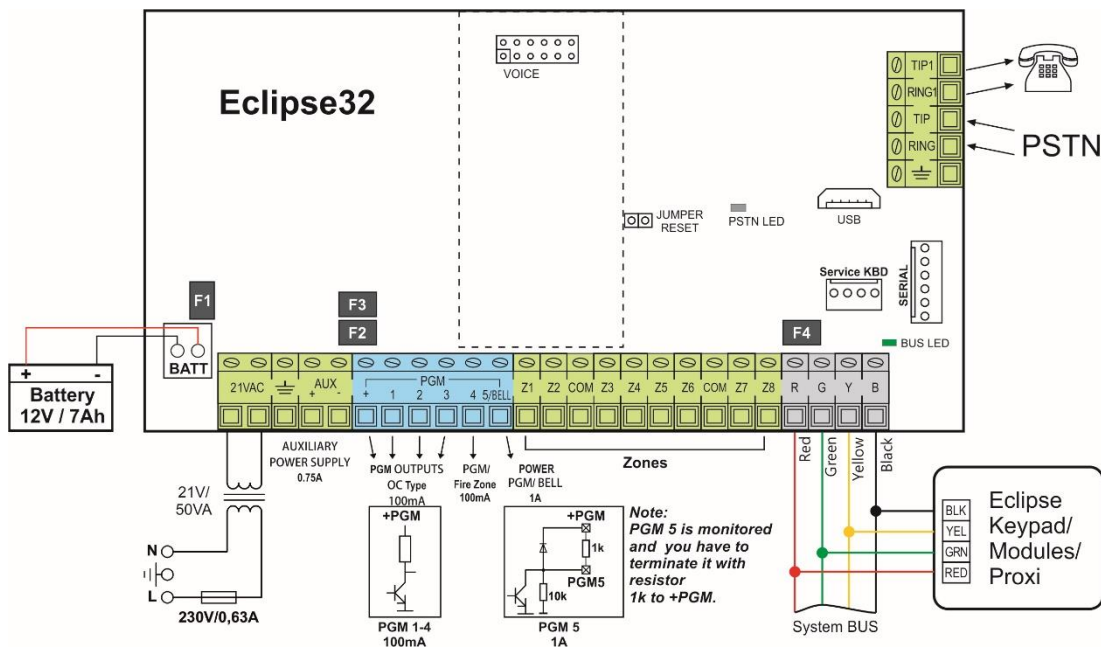 VOICE
Eclipse32
TIP1
RING1
TIP
RING
PSTN
JUMPER
RESET
PSTN LED
USB
Service KBD
SERIAL
F1
F3
F2
F4
BUS LED
BATT
+ -
Battery
12V / 7Ah
21VAC
AUX
+ -
PGM
+ 1 2 3 4 5/BELL
Z1 Z2 COM Z3 Z4 Z5 Z6 COM Z7 Z8
R G Y B
AUXILIARY
POWER SUPPLY
0.75A
PGM OUTPUTS
OC Type
100mA
PGM/
Fire Zone
100mA
POWER
PGM/ BELL
1A
Zones
Red
Green
Yellow
Black
21V/
50VA
N
L
230V/0,63A
+PGM
PGM 1-4
100mA
+PGM
1k
PGM5
10k
PGM 5
1A
Note:
PGM 5 is monitored
and you have to
terminate it with
resistor
1k to +PGM.
BLK
YEL
GRN
RED
Eclipse
Keypad/
Modules/
Proxi
System BUS